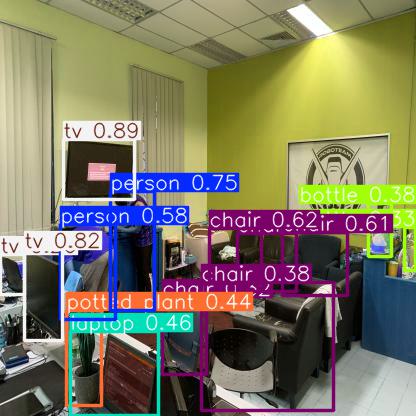 tv 0.89
person 0.75
bottle 0.38
person 0.58
chair 0.62
0.61
tv
tv 0.82
chair 0.38
potted plant 0.44
laptop 0.46